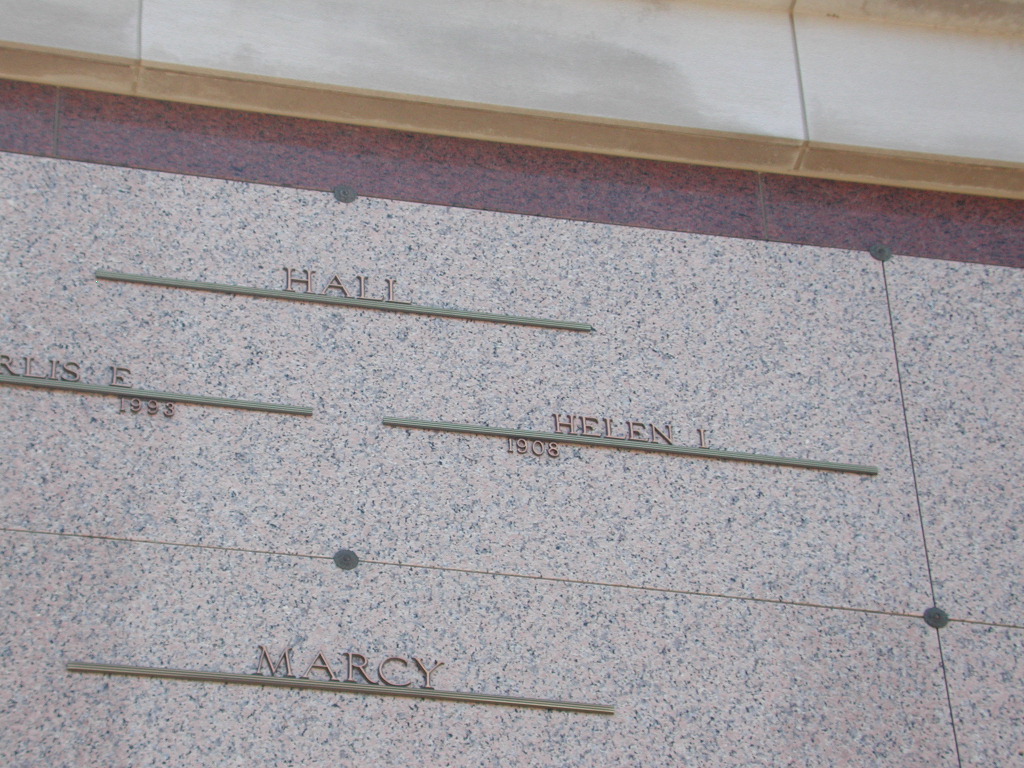 HALL
RLIS E
1993
HELEN I.
1908
MARCY